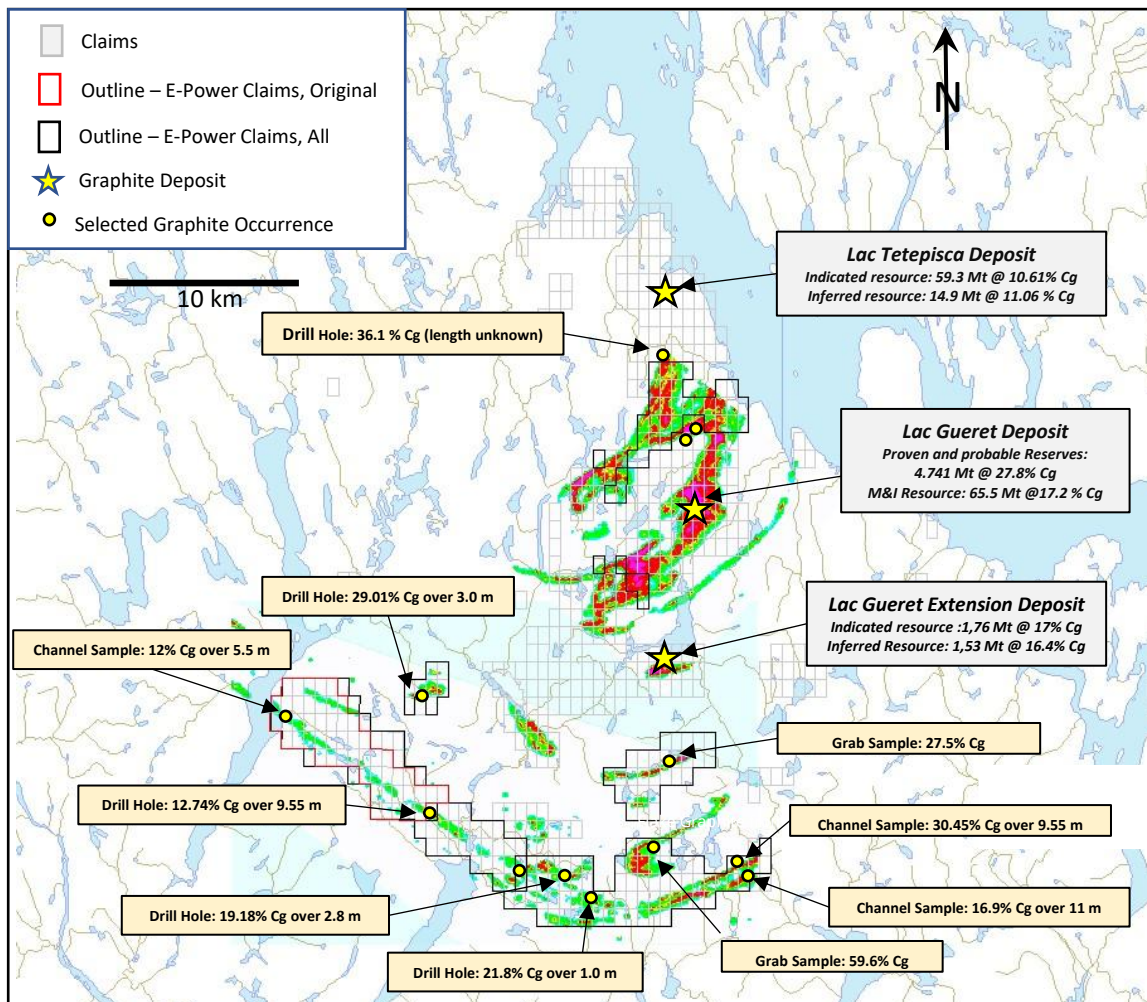 Claims
Outline – E-Power Claims, Original
Outline – E-Power Claims, All
Graphite Deposit
Selected Graphite Occurrence
N
10 km
Lac Tetepisca Deposit
Indicated resource: 59.3 Mt @ 10.61% Cg
Inferred resource: 14.9 Mt @ 11.06 % Cg
Drill Hole: 36.1 % Cg (length unknown)
Lac Gueret Deposit
Proven and probable Reserves:
4.741 Mt @ 27.8% Cg
M&I Resource: 65.5 Mt @17.2 % Cg
Drill Hole: 29.01% Cg over 3.0 m
Lac Gueret Extension Deposit
Indicated resource :1,76 Mt @ 17% Cg
Inferred Resource: 1,53 Mt @ 16.4% Cg
Channel Sample: 12% Cg over 5.5 m
Grab Sample: 27.5% Cg
Drill Hole: 12.74% Cg over 9.55 m
Channel Sample: 30.45% Cg over 9.55 m
Drill Hole: 19.18% Cg over 2.8 m
Channel Sample: 16.9% Cg over 11 m
Drill Hole: 21.8% Cg over 1.0 m
Grab Sample: 59.6% Cg